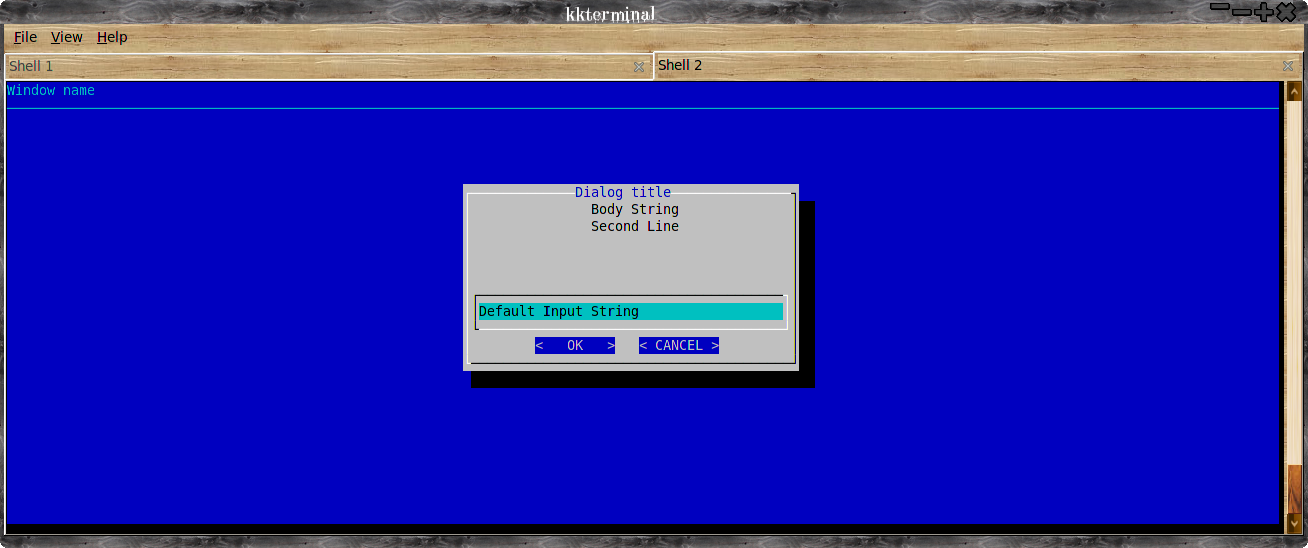 kkterminal
File View Help
Shell 1 Shell 2
Window name
Dialog title
Body String
Second Line
Default Input String
< OK > < CANCEL >